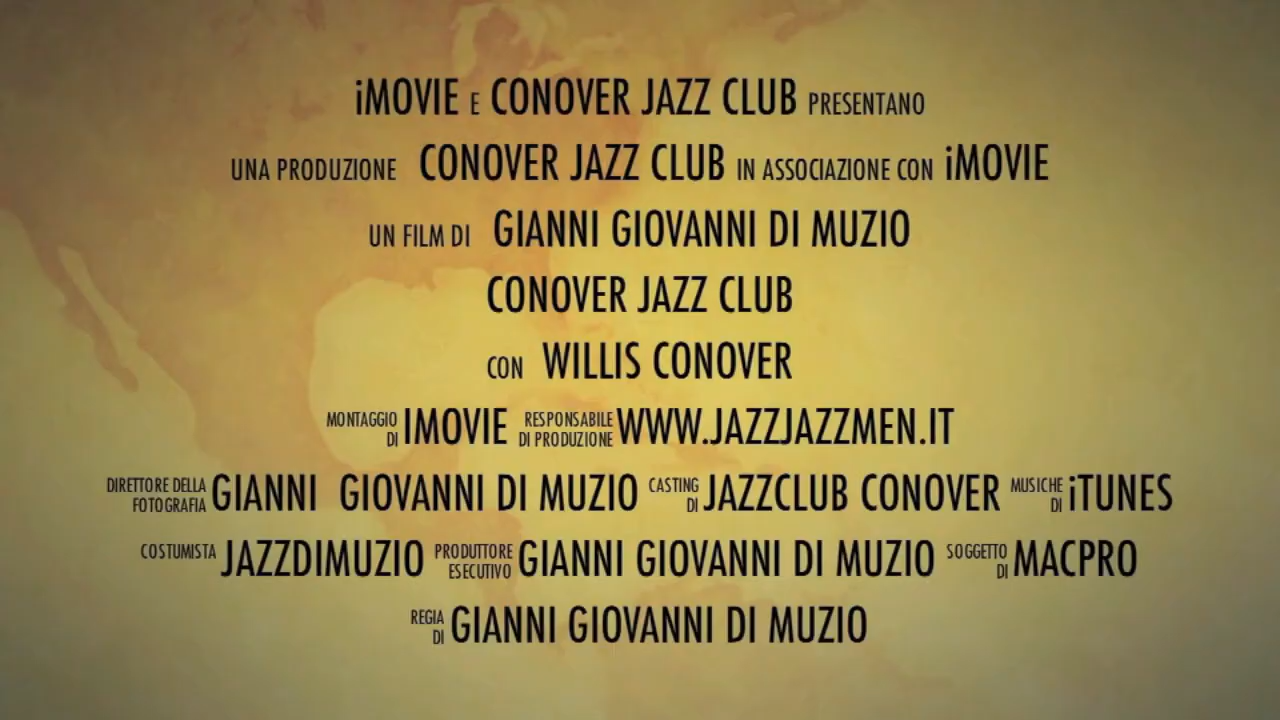 iMOVIE E CONOVER JAZZ CLUB PRESENTANO
UNA PRODUZIONE CONOVER JAZZ CLUB IN ASSOCIAZIONE CON iMOVIE
UN FILM DI GIANNI GIOVANNI DI MUZIO
CONOVER JAZZ CLUB
CON WILLIS CONOVER
MONTAGGIO DI IMOVIE RESPONSABILE DI PRODUZIONE WWW.JAZZJAZZMEN.IT
DIRETTORE DELLA FOTOGRAFIA GIANNI GIOVANNI DI MUZIO CASTING DI JAZZCLUB CONOVER MUSICHE DI iTUNES
COSTUMISTA JAZZDIMUZIO PRODUTTORE ESECUTIVO GIANNI GIOVANNI DI MUZIO SOGGETTO DI MACPRO
REGIA DI GIANNI GIOVANNI DI MUZIO